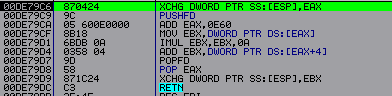 00DE79C6 870424 XCHG DWORD PTR SS:[ESP],EAX
00DE79C9 9C PUSHFD
00DE79CA 05 600E0000 ADD EAX,0E60
00DE79CF 8B18 MOV EBX,DWORD PTR DS:[EAX]
00DE79D1 6BDB 0A IMUL EBX,EBX,0A
00DE79D4 0358 04 ADD EBX,DWORD PTR DS:[EAX+4]
00DE79D7 9D POPFD
00DE79D8 58 POP EAX
00DE79D9 871C24 XCHG DWORD PTR SS:[ESP],EBX
00DE79DC C3 RETN